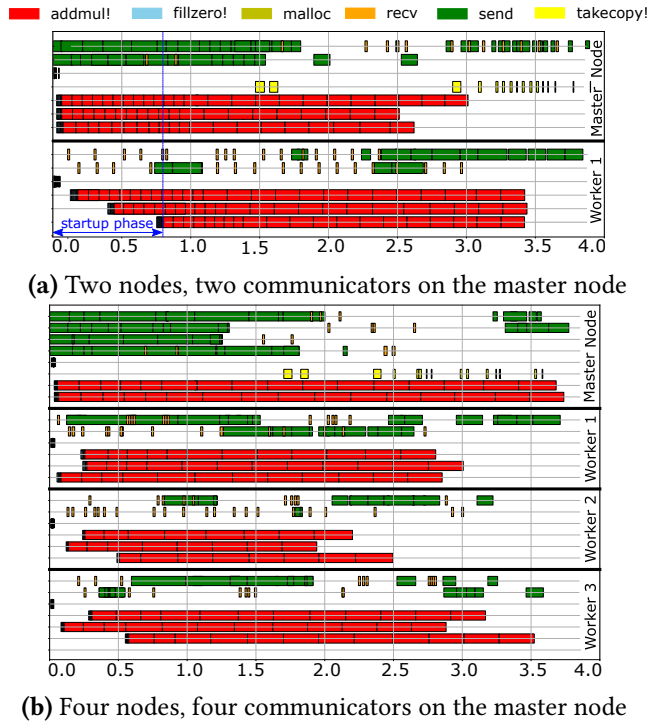 addmul! fillzero! malloc recv send takecopy!
Master Node
Worker 1
startup phase
0.0 0.5 1.0 1.5 2.0 2.5 3.0 3.5 4.0
(a) Two nodes, two communicators on the master node
Master Node
Worker 1
Worker 2
Worker 3
0.0 0.5 1.0 1.5 2.0 2.5 3.0 3.5 4.0
(b) Four nodes, four communicators on the master node